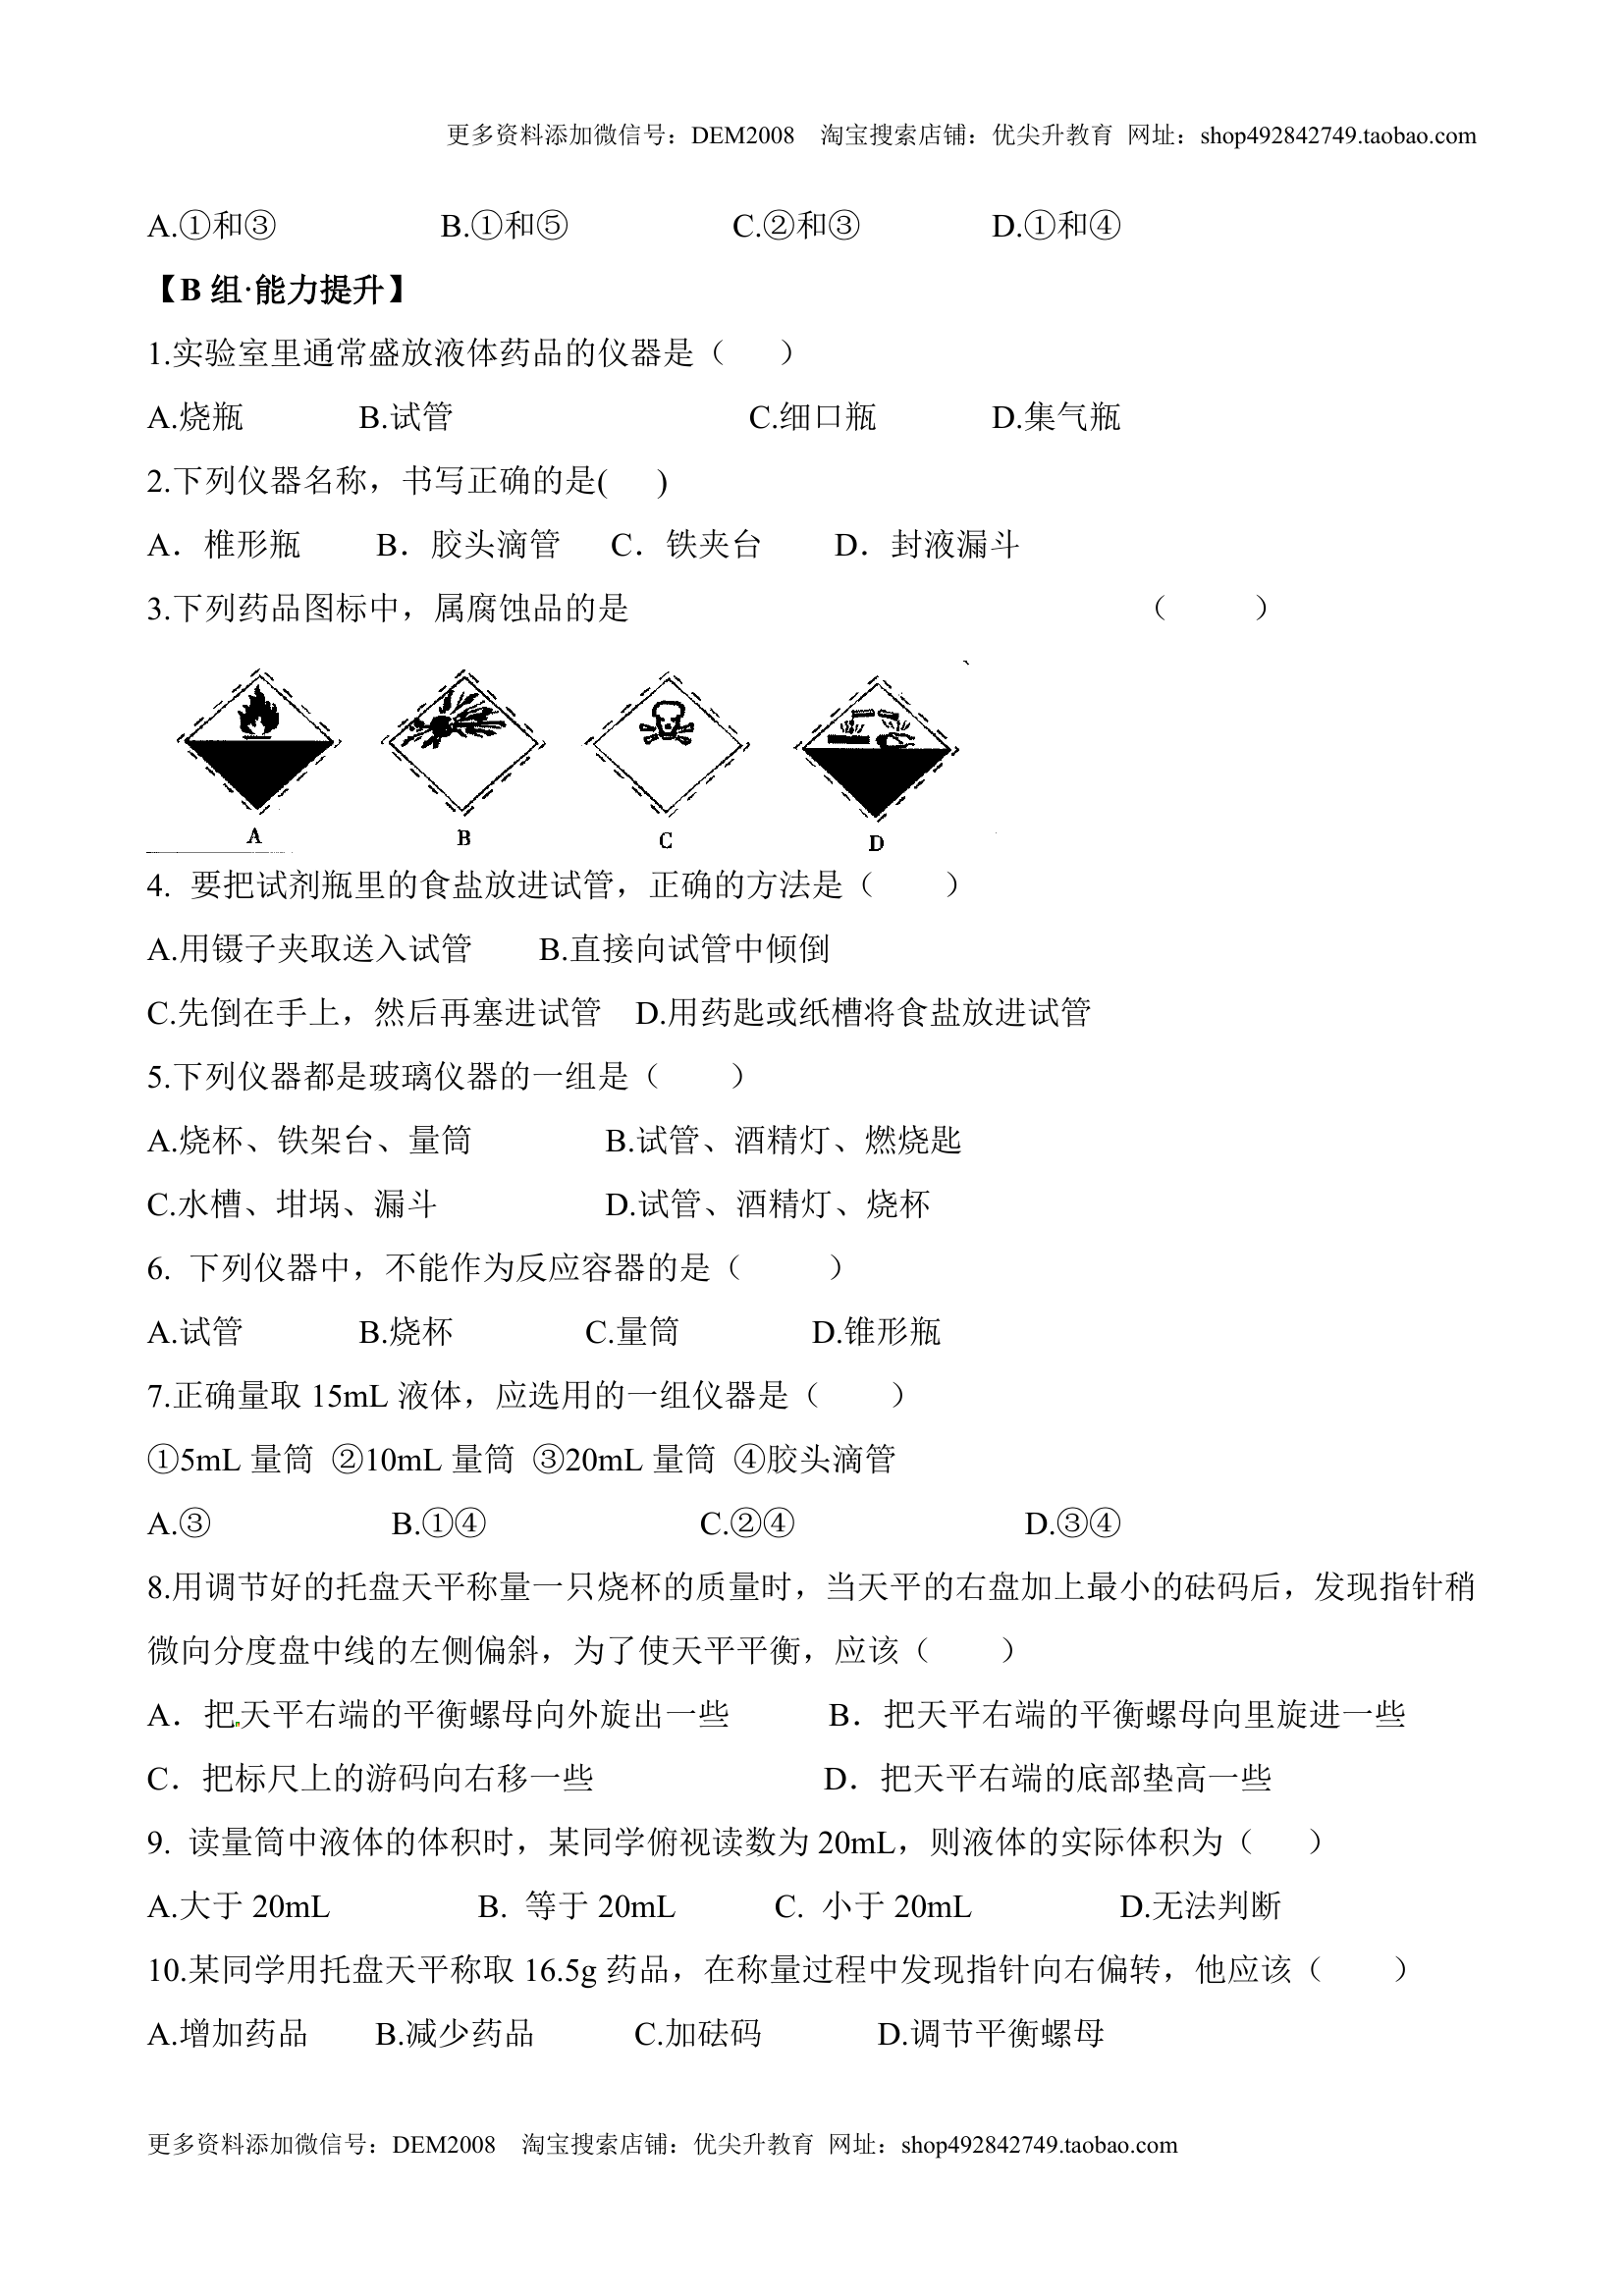 更多资料添加微信号：DEM2008 淘宝搜索店铺：优尖升教育 网址：shop492842749.taobao.com
A.①和③ B.①和⑤ C.②和③ D.①和④
【B 组·能力提升】
1.实验室里通常盛放液体药品的仪器是（ ）
A.烧瓶 B.试管 C.细口瓶 D.集气瓶
2.下列仪器名称，书写正确的是( )
A．椎形瓶 B．胶头滴管 C．铁夹台 D．封液漏斗
3.下列药品图标中，属腐蚀品的是 （ ）
A B C D
4. 要把试剂瓶里的食盐放进试管，正确的方法是（ ）
A.用镊子夹取送入试管 B.直接向试管中倾倒
C.先倒在手上，然后再塞进试管 D.用药匙或纸槽将食盐放进试管
5.下列仪器都是玻璃仪器的一组是（ ）
A.烧杯、铁架台、量筒 B.试管、酒精灯、燃烧匙
C.水槽、坩埚、漏斗 D.试管、酒精灯、烧杯
6. 下列仪器中，不能作为反应容器的是（ ）
A.试管 B.烧杯 C.量筒 D.锥形瓶
7.正确量取 15mL 液体，应选用的一组仪器是（ ）
①5mL 量筒 ②10mL 量筒 ③20mL 量筒 ④胶头滴管
A.③ B.①④ C.②④ D.③④
8.用调节好的托盘天平称量一只烧杯的质量时，当天平的右盘加上最小的砝码后，发现指针稍
微向分度盘中线的左侧偏斜，为了使天平平衡，应该（ ）
A．把天平右端的平衡螺母向外旋出一些 B．把天平右端的平衡螺母向里旋进一些
C．把标尺上的游码向右移一些 D．把天平右端的底部垫高一些
9. 读量筒中液体的体积时，某同学俯视读数为 20mL，则液体的实际体积为（ ）
A.大于 20mL B. 等于 20mL C. 小于 20mL D.无法判断
10.某同学用托盘天平称取 16.5g 药品，在称量过程中发现指针向右偏转，他应该（ ）
A.增加药品 B.减少药品 C.加砝码 D.调节平衡螺母
更多资料添加微信号：DEM2008 淘宝搜索店铺：优尖升教育 网址：shop492842749.taobao.com